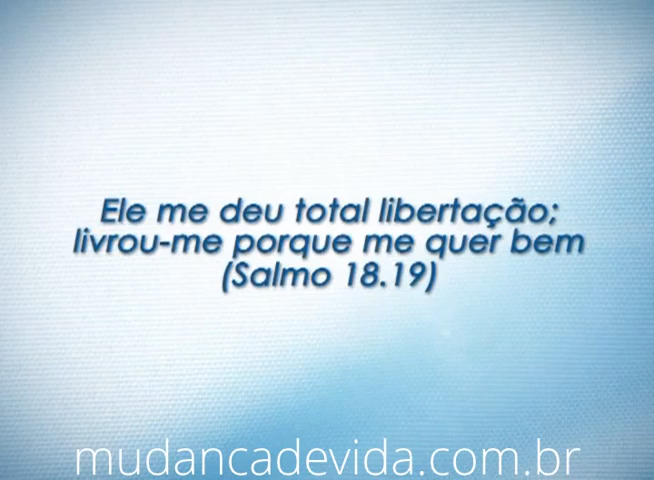 Ele me deu total libertação;
livrou-me porque me quer bem
(Salmo 18.19)
mudancadevida.com.br